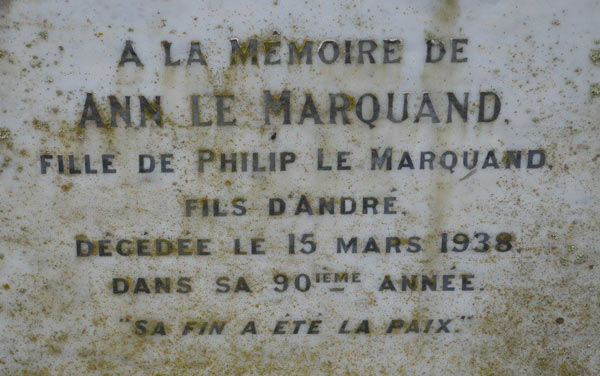 A LA MÉMOIRE DE
ANN LE MARQUAND,
FILLE DE PHILIP LE MARQUAND,
FILS D'ANDRÉ.
DÉCÉDÉE LE 15 MARS 1938.
DANS SA 90IÈME ANNÉE.
"SA FIN A ÉTÉ LA PAIX."